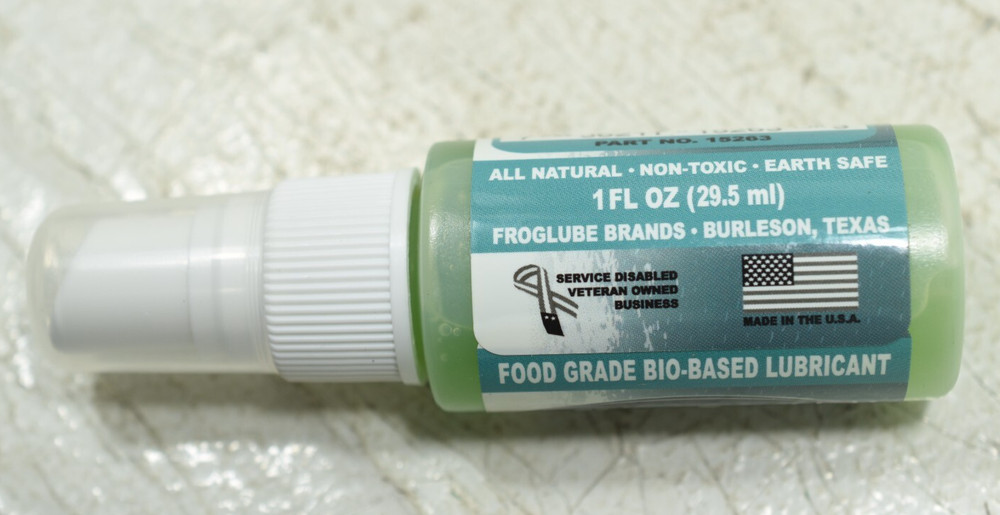 PART NO. 15263
ALL NATURAL • NON-TOXIC • EARTH SAFE
1 FL OZ (29.5 ml)
FROGLUBE BRANDS • BURLESON, TEXAS
SERVICE DISABLED
VETERAN OWNED
BUSINESS
MADE IN THE U.S.A.
FOOD GRADE BIO-BASED LUBRICANT